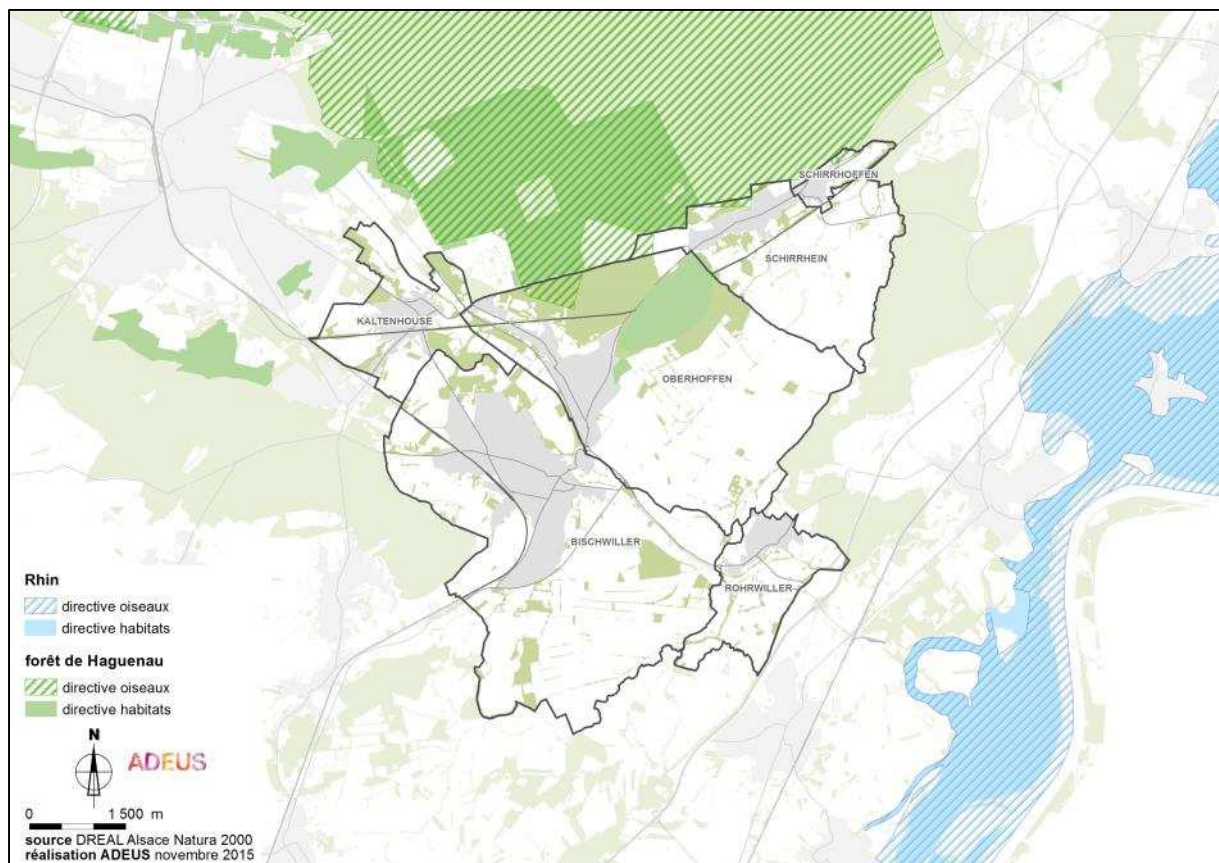 SCHIRRHOFFEN
SCHIRRHEIN
KALTENHOUSE
OBERHOFFEN
BISCHWILLER
ROHRWILLER
Rhin
directive oiseaux
directive habitats
forêt de Haguenau
directive oiseaux
directive habitats
N
ADEUS
0 1 500 m
source DREAL Alsace Natura 2000
réalisation ADEUS novembre 2015